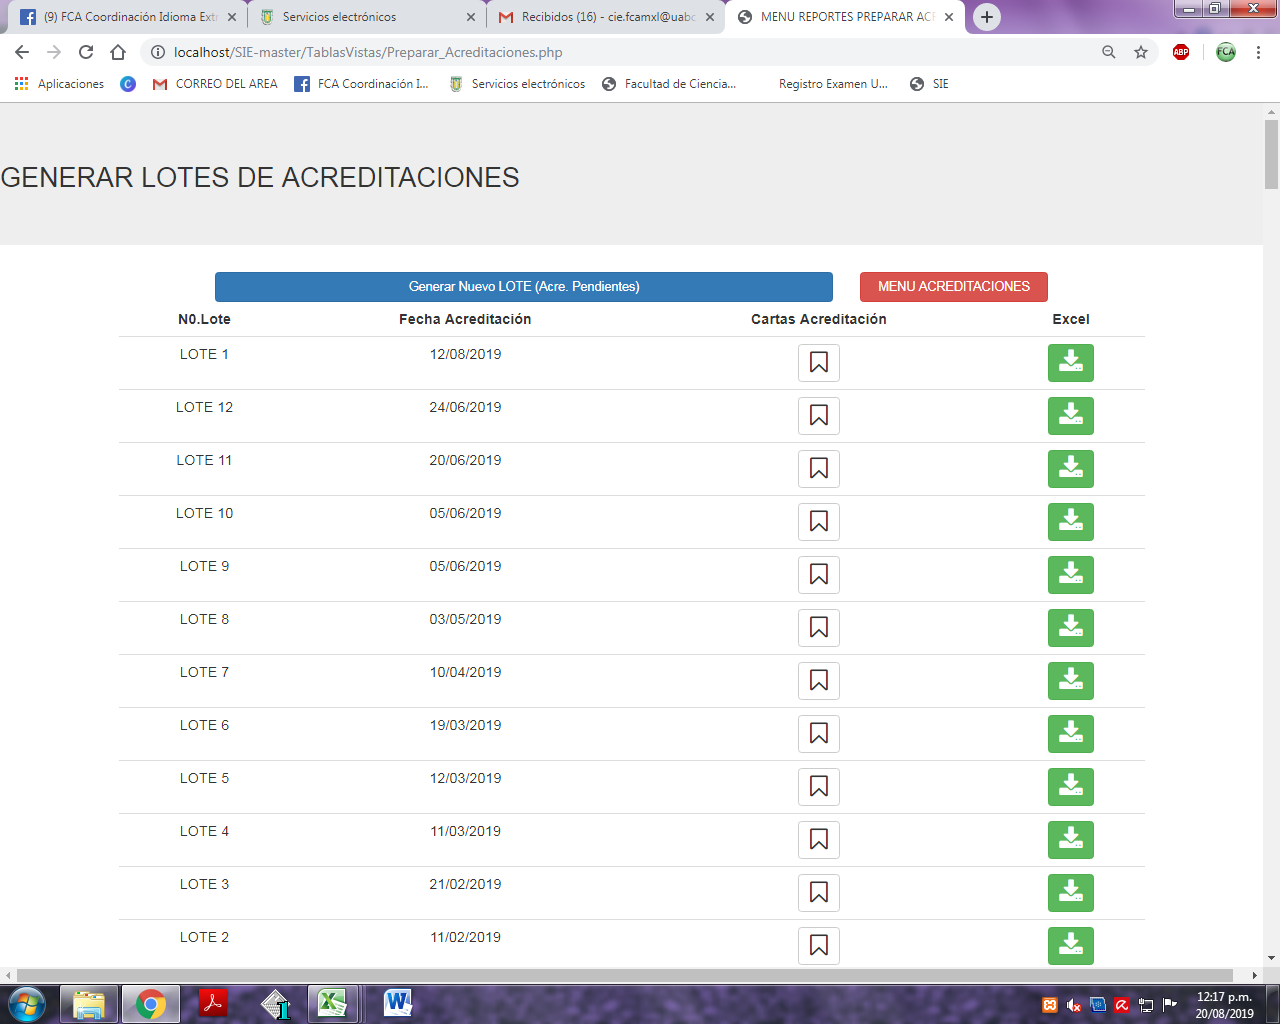 (9) FCA Coordinación Idioma Extr
Servicios electrónicos
Recibidos (16) - cie.fcamxl@uabc
MENU REPORTES PREPARAR ACR
localhost/SIE-master/TablasVistas/Preparar_Acreditaciones.php
ABP
FCA
Aplicaciones
C
CORREO DEL AREA
FCA Coordinación I...
Servicios electrónicos
Facultad de Ciencia...
Registro Examen U...
SIE
GENERAR LOTES DE ACREDITACIONES
Generar Nuevo LOTE (Acre. Pendientes)
MENU ACREDITACIONES
N0.Lote Fecha Acreditación Cartas Acreditación Excel
LOTE 1 12/08/2019
LOTE 12 24/06/2019
LOTE 11 20/06/2019
LOTE 10 05/06/2019
LOTE 9 05/06/2019
LOTE 8 03/05/2019
LOTE 7 10/04/2019
LOTE 6 19/03/2019
LOTE 5 12/03/2019
LOTE 4 11/03/2019
LOTE 3 21/02/2019
LOTE 2 11/02/2019
12:17 p.m.
20/08/2019